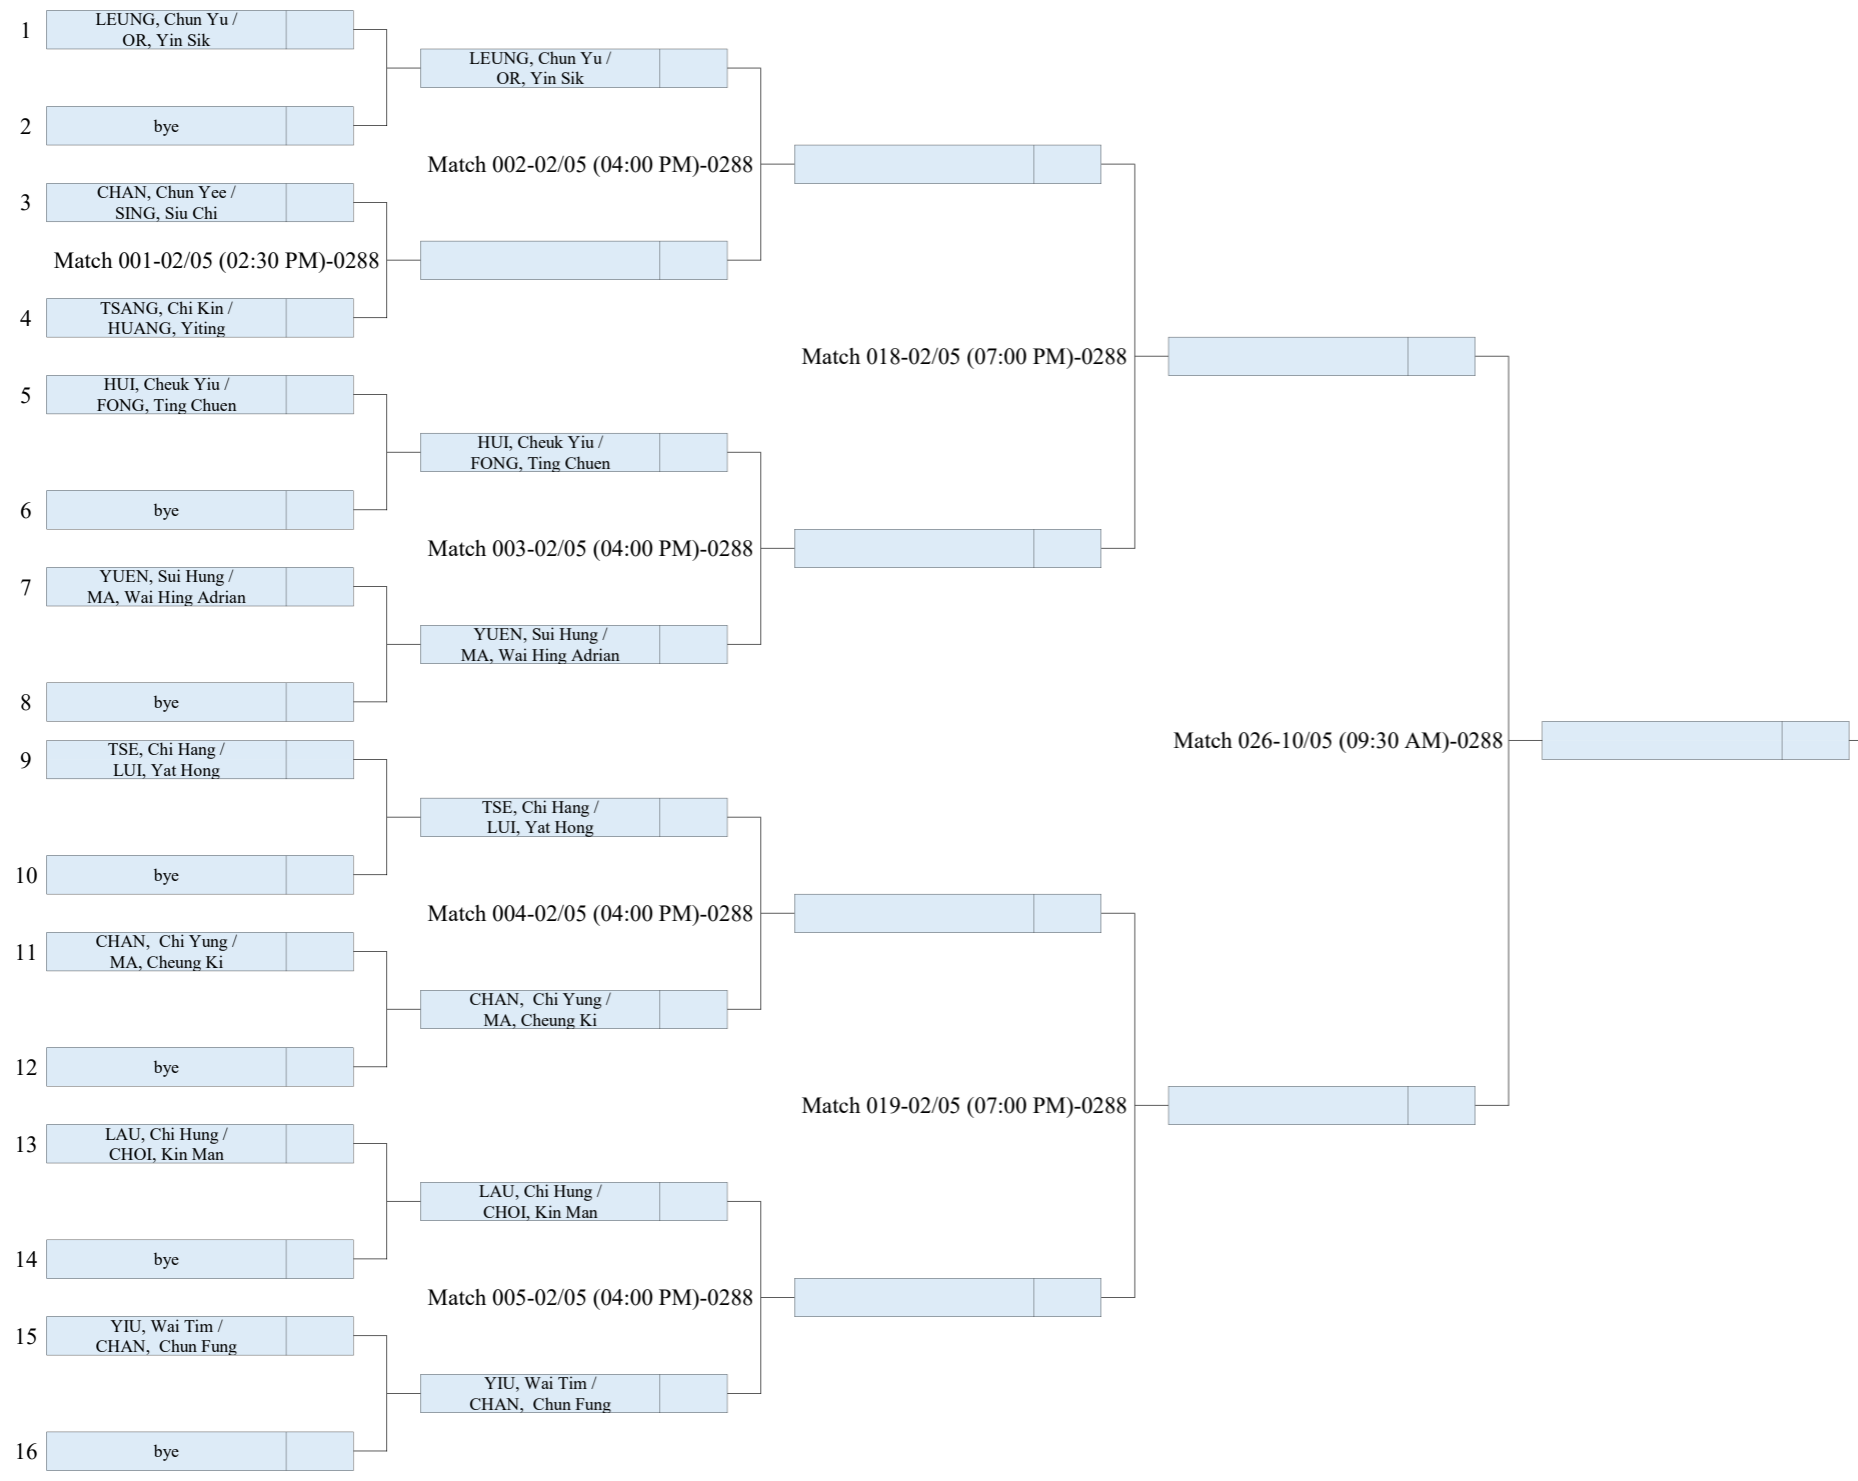 1
LEUNG, Chun Yu /
OR, Yin Sik
LEUNG, Chun Yu /
OR, Yin Sik
2
bye
Match 002-02/05 (04:00 PM)-0288
3
CHAN, Chun Yee /
SING, Siu Chi
Match 001-02/05 (02:30 PM)-0288
4
TSANG, Chi Kin /
HUANG, Yiting
Match 018-02/05 (07:00 PM)-0288
5
HUI, Cheuk Yiu /
FONG, Ting Chuen
HUI, Cheuk Yiu /
FONG, Ting Chuen
6
bye
Match 003-02/05 (04:00 PM)-0288
7
YUEN, Sui Hung /
MA, Wai Hing Adrian
YUEN, Sui Hung /
MA, Wai Hing Adrian
8
bye
Match 026-10/05 (09:30 AM)-0288
9
TSE, Chi Hang /
LUI, Yat Hong
TSE, Chi Hang /
LUI, Yat Hong
10
bye
Match 004-02/05 (04:00 PM)-0288
11
CHAN,  Chi Yung /
MA, Cheung Ki
CHAN,  Chi Yung /
MA, Cheung Ki
12
bye
Match 019-02/05 (07:00 PM)-0288
13
LAU, Chi Hung /
CHOI, Kin Man
LAU, Chi Hung /
CHOI, Kin Man
14
bye
Match 005-02/05 (04:00 PM)-0288
15
YIU, Wai Tim /
CHAN,  Chun Fung
YIU, Wai Tim /
CHAN,  Chun Fung
16
bye